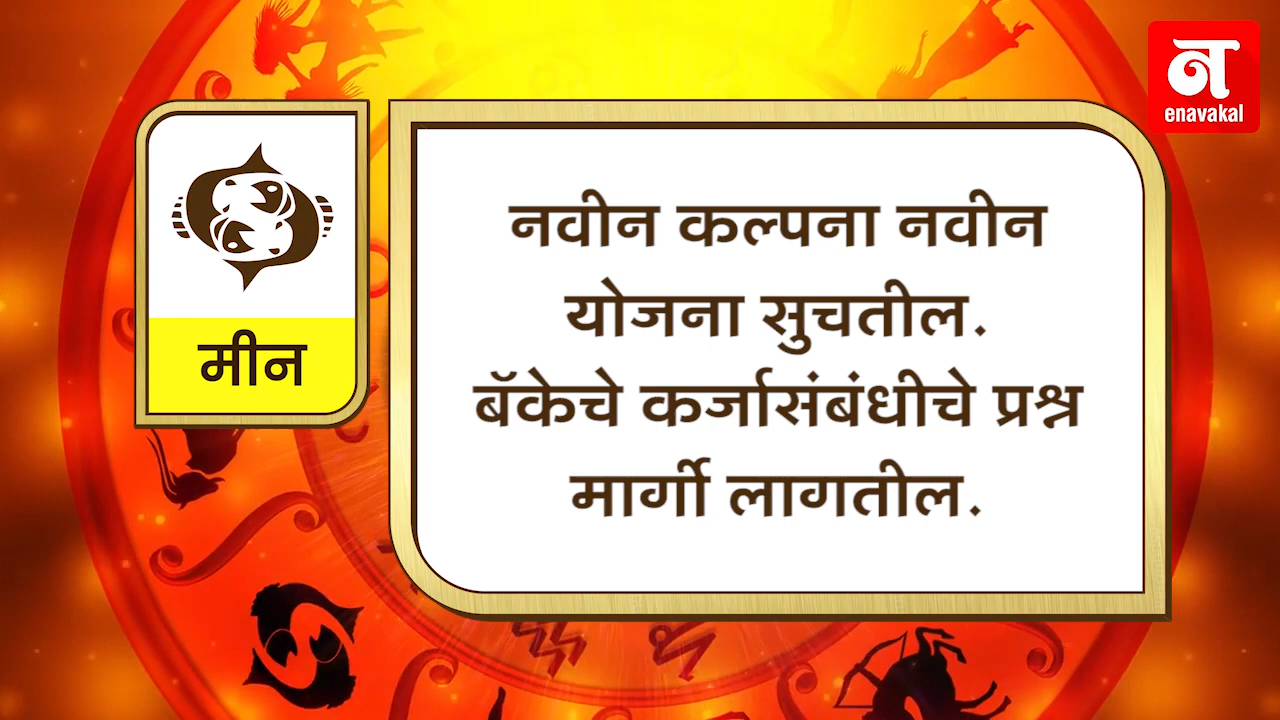 न
enavakal
मीन
नवीन कल्पना नवीन
योजना सुचतील.
बॅकेचे कर्जासंबंधीचे प्रश्न
मार्गी लागतील.